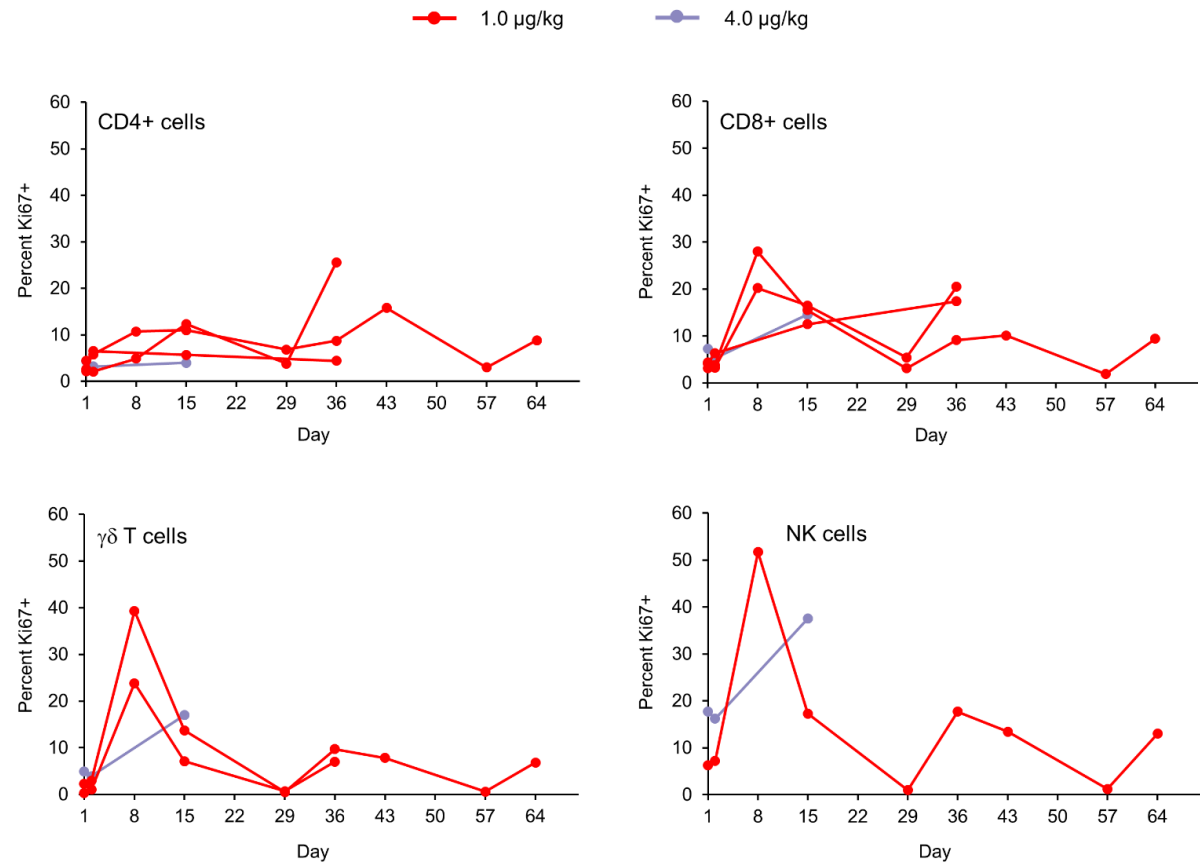 1.0 µg/kg
4.0 µg/kg
CD4+ cells
Percent Ki67+
60
50
40
30
20
10
0
1 8 15 22 29 36 43 50 57 64
Day
CD8+ cells
Percent Ki67+
60
50
40
30
20
10
0
1 8 15 22 29 36 43 50 57 64
Day
γδ T cells
Percent Ki67+
60
50
40
30
20
10
0
1 8 15 22 29 36 43 50 57 64
Day
NK cells
Percent Ki67+
60
50
40
30
20
10
0
1 8 15 22 29 36 43 50 57 64
Day